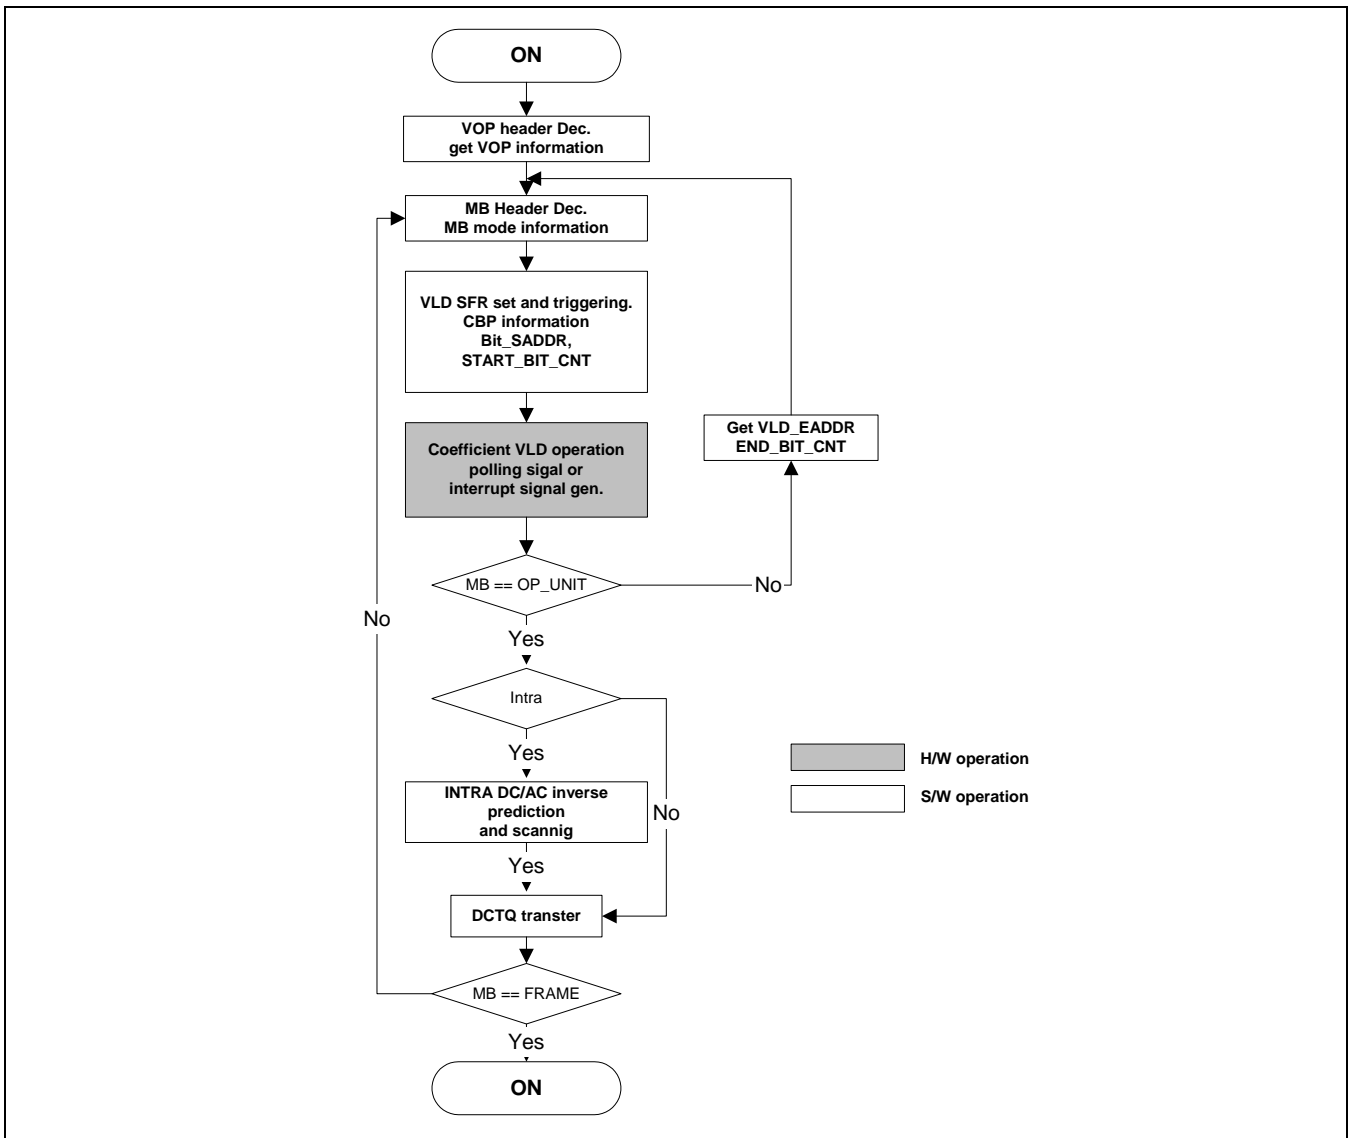 ON
VOP header Dec.
get VOP information
MB Header Dec.
MB mode information
VLD SFR set and triggering.
CBP information
Bit_SADDR,
START_BIT_CNT
Get VLD_EADDR
END_BIT_CNT
Coefficient VLD operation
polling sigal or
interrupt signal gen.
MB == OP_UNIT
No
No
Yes
Intra
Yes
H/W operation
INTRA DC/AC inverse
prediction
and scannig
S/W operation
No
Yes
DCTQ transter
MB == FRAME
Yes
ON